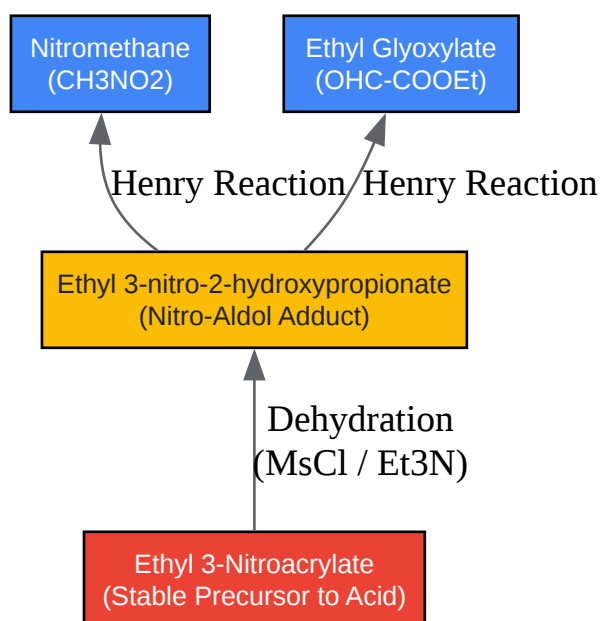 Nitromethane
(CH3NO2)
Ethyl Glyoxylate
(OHC-COOEt)
Henry Reaction
Henry Reaction
Ethyl 3-nitro-2-hydroxypropionate
(Nitro-Aldol Adduct)
Dehydration
(MsCl / Et3N)
Ethyl 3-Nitroacrylate
(Stable Precursor to Acid)